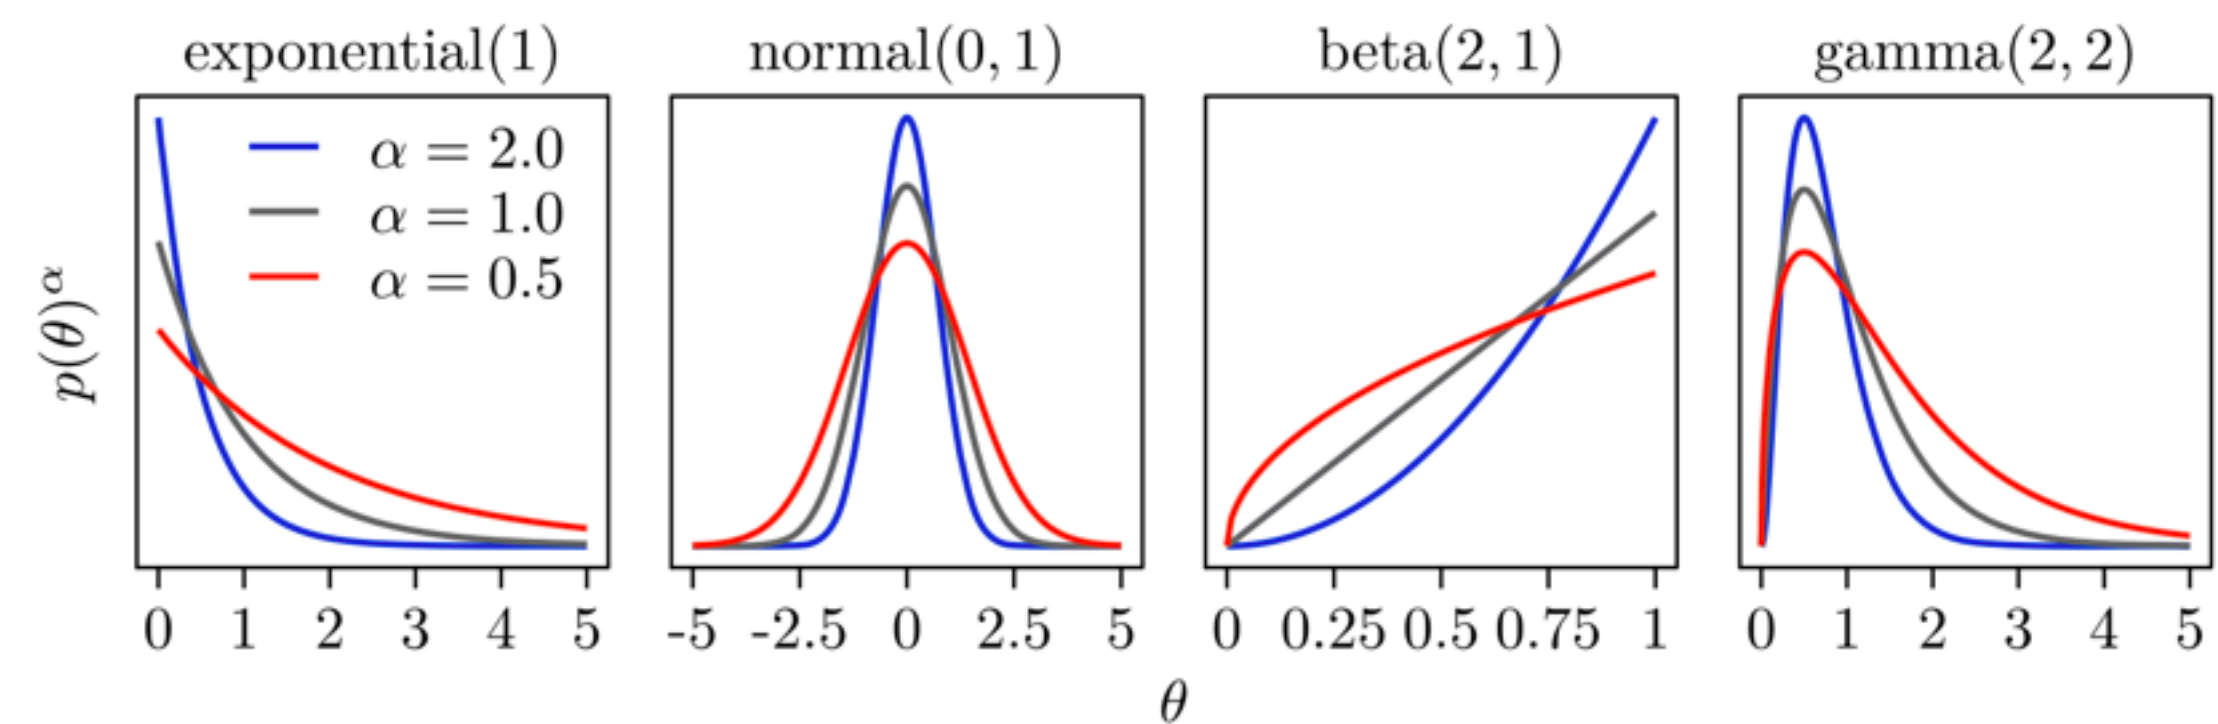 exponential(1)
normal(0, 1)
beta(2, 1)
gamma(2, 2)
α = 2.0
α = 1.0
α = 0.5
p(θ)^α
0 1 2 3 4 5
-5 -2.5 0 2.5 5
0 0.25 0.5 0.75 1
0 1 2 3 4 5
θ